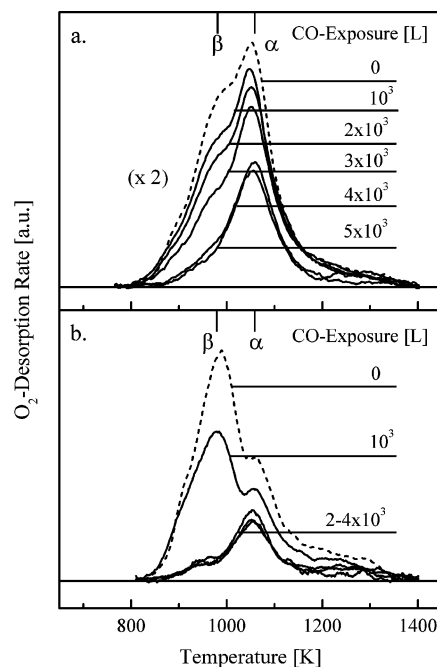 a.
β α
CO-Exposure [L]
0
10³
2x10³
(x 2)
3x10³
4x10³
5x10³
b.
β α
CO-Exposure [L]
0
10³
2-4x10³
O₂-Desorption Rate [a.u.]
800 1000 1200 1400
Temperature [K]